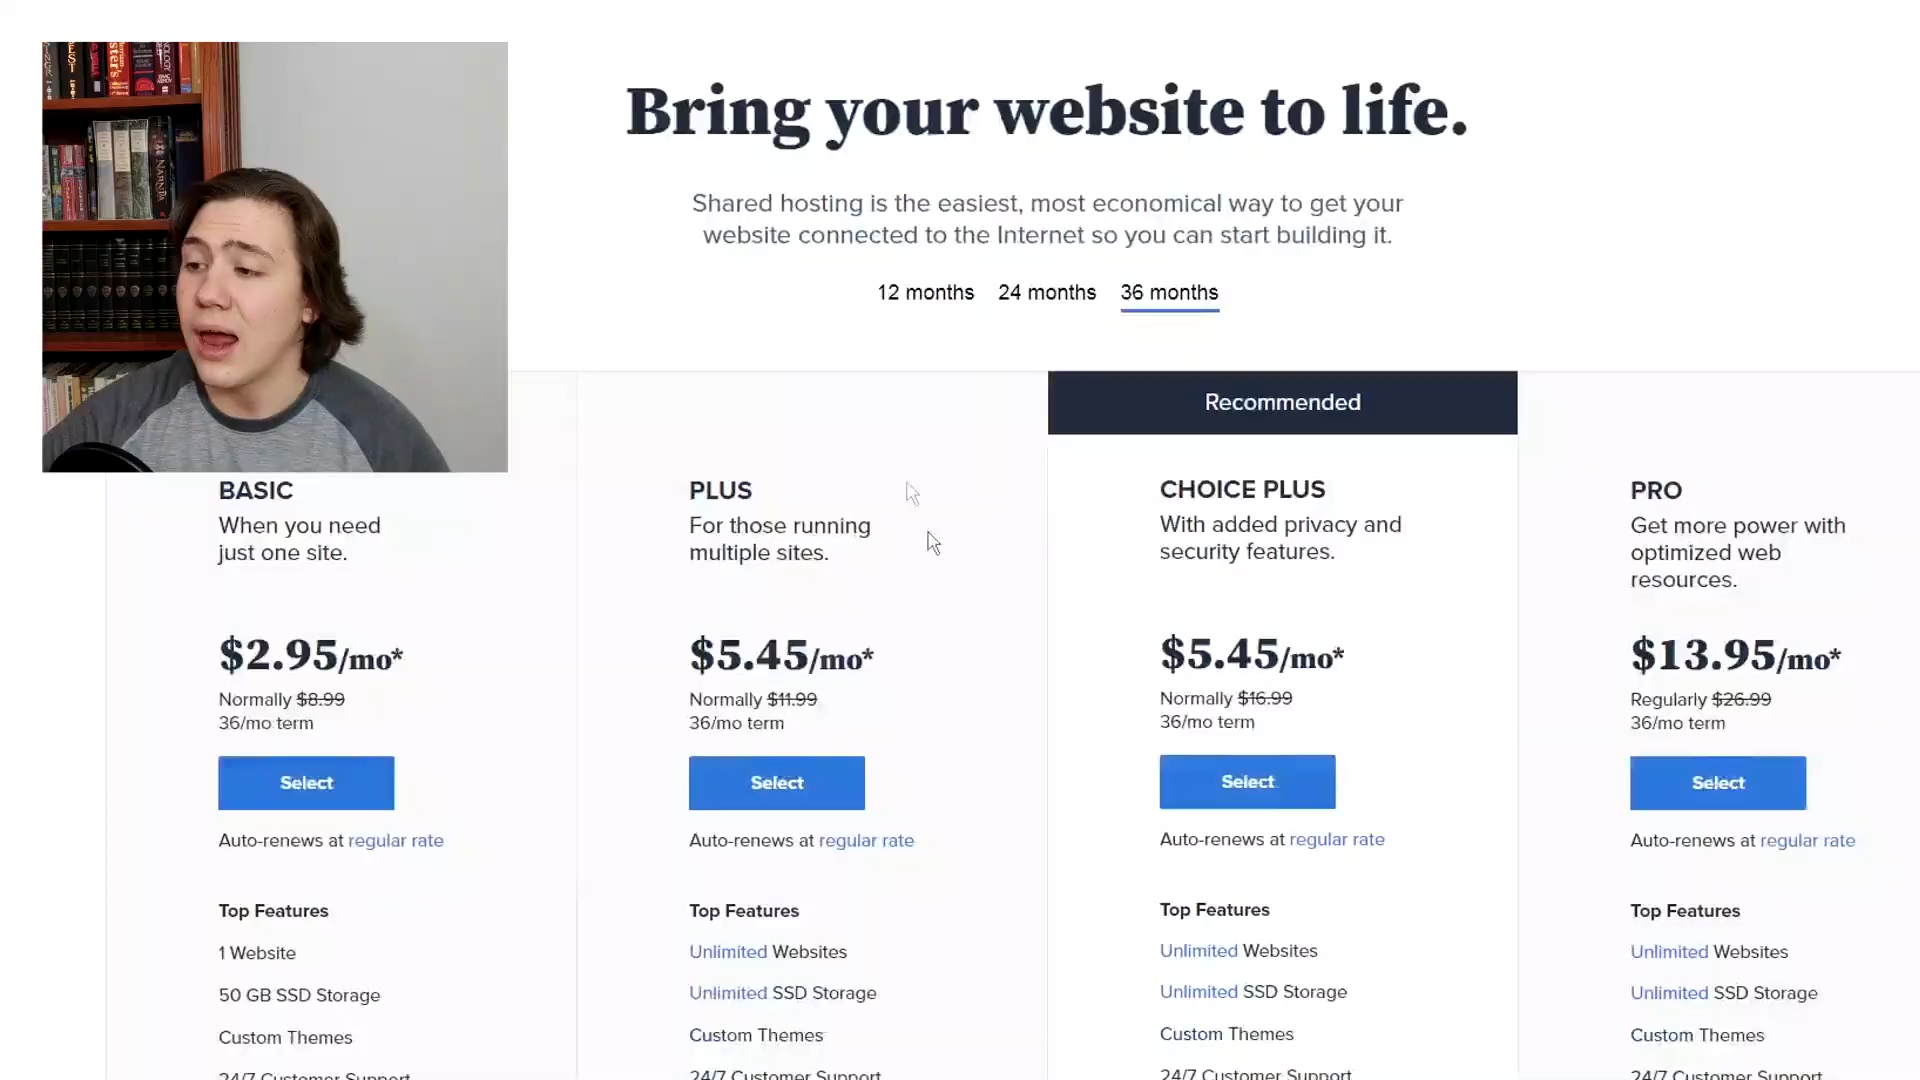 Bring your website to life.
Shared hosting is the easiest, most economical way to get your
website connected to the Internet so you can start building it.
12 months 24 months 36 months
NARNIA
Recommended
BASIC
When you need
just one site.
$2.95/mo*
Normally $8.99
36/mo term
Select
Auto-renews at regular rate
Top Features
1 Website
50 GB SSD Storage
Custom Themes
24/7 Customer Support
PLUS
For those running
multiple sites.
$5.45/mo*
Normally $11.99
36/mo term
Select
Auto-renews at regular rate
Top Features
Unlimited Websites
Unlimited SSD Storage
Custom Themes
24/7 Customer Support
CHOICE PLUS
With added privacy and
security features.
$5.45/mo*
Normally $16.99
36/mo term
Select
Auto-renews at regular rate
Top Features
Unlimited Websites
Unlimited SSD Storage
Custom Themes
24/7 Customer Support
PRO
Get more power with
optimized web
resources.
$13.95/mo*
Regularly $26.99
36/mo term
Select
Auto-renews at regular rate
Top Features
Unlimited Websites
Unlimited SSD Storage
Custom Themes
24/7 Customer Support